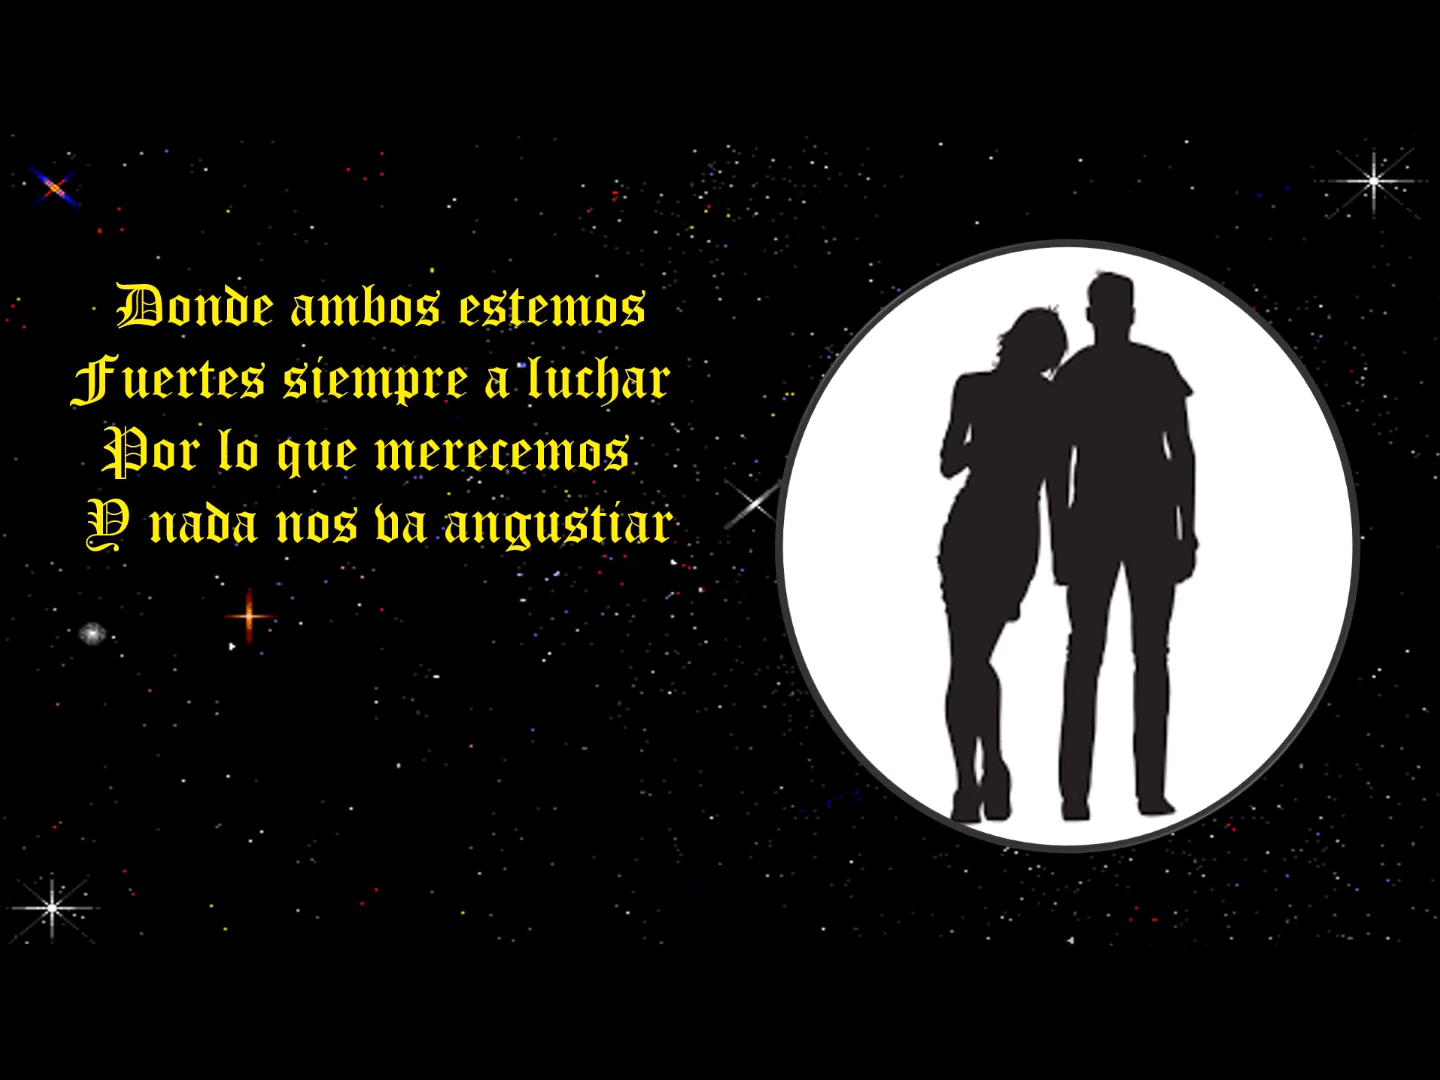 Donde ambos estemos
Fuertes siempre a luchar
Por lo que merecemos
Y nada nos va angustiar